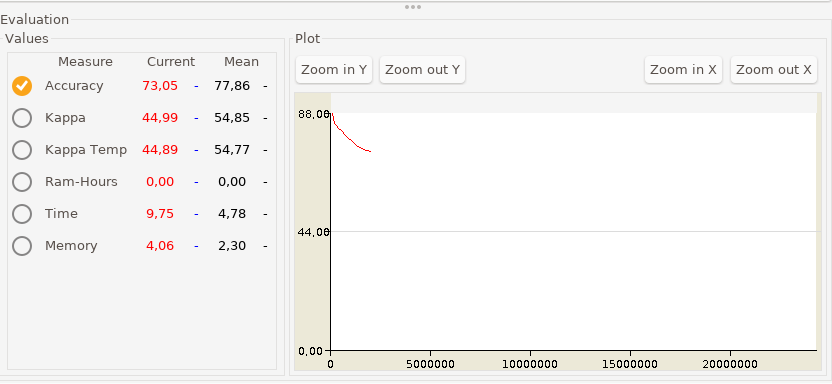 Evaluation
Values
Measure Current Mean
Accuracy 73,05 - 77,86 -
Kappa 44,99 - 54,85 -
Kappa Temp 44,89 - 54,77 -
Ram-Hours 0,00 - 0,00 -
Time 9,75 - 4,78 -
Memory 4,06 - 2,30 -
Plot
Zoom in Y Zoom out Y Zoom in X Zoom out X
88,00
44,00
0,00
0 5000000 10000000 15000000 20000000